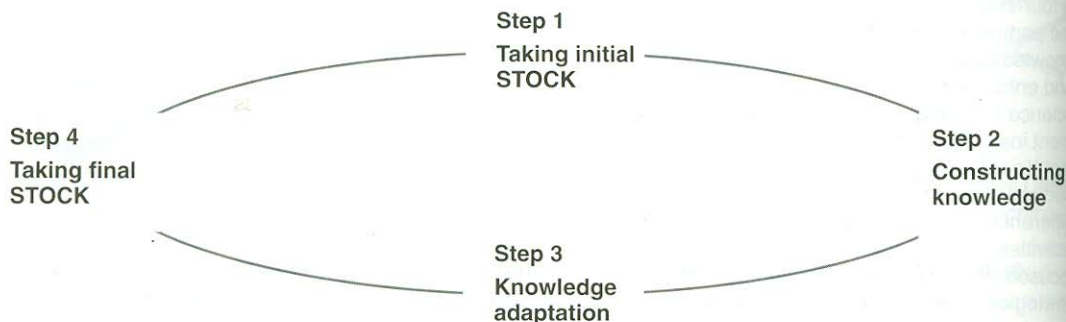 Step 1
Taking initial
STOCK
Step 2
Constructing
knowledge
Step 3
Knowledge
adaptation
Step 4
Taking final
STOCK